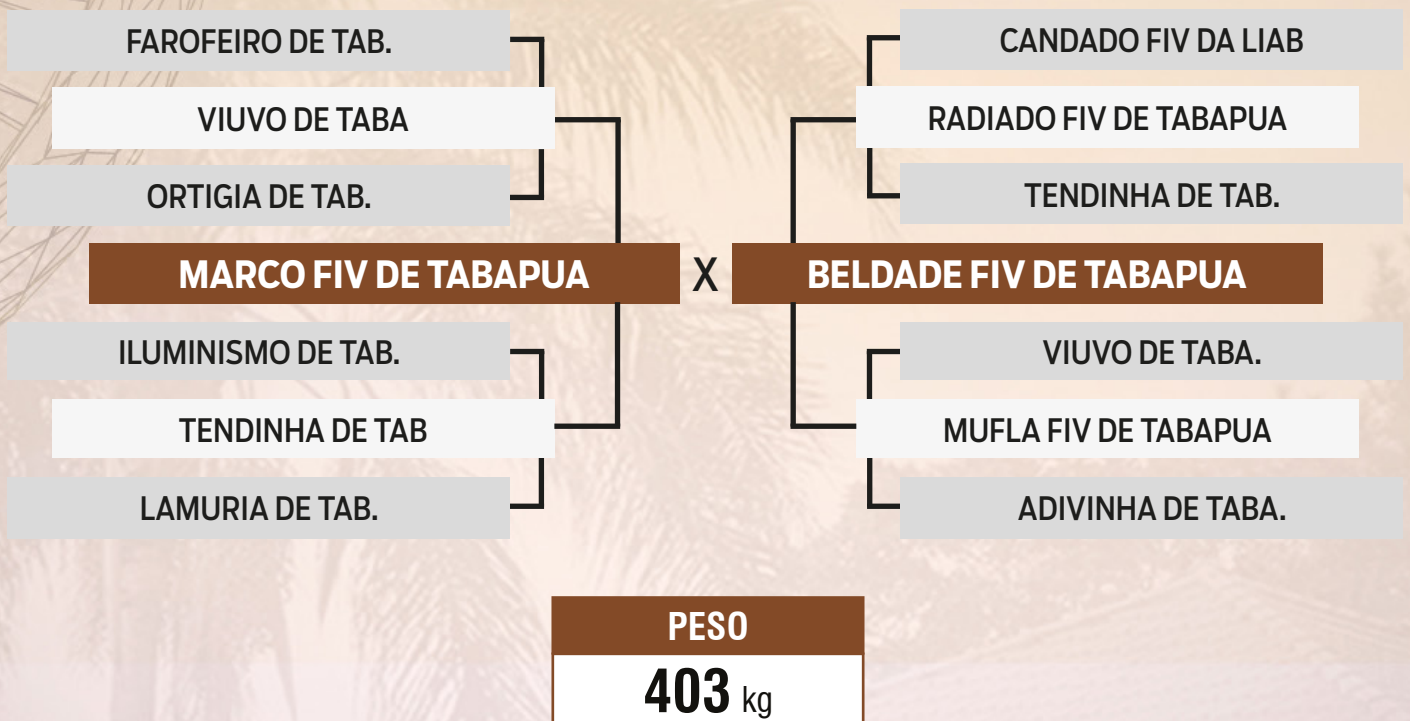 FAROFEIRO DE TAB.
VIUVO DE TABA
ORTIGIA DE TAB.
CANDADO FIV DA LIAB
RADIADO FIV DE TABAPUA
TENDINHA DE TAB.
MARCO FIV DE TABAPUA X BELDADE FIV DE TABAPUA
ILUMINISMO DE TAB.
TENDINHA DE TAB
LAMURIA DE TAB.
VIUVO DE TABA.
MUFLA FIV DE TABAPUA
ADIVINHA DE TABA.
PESO
403 kg